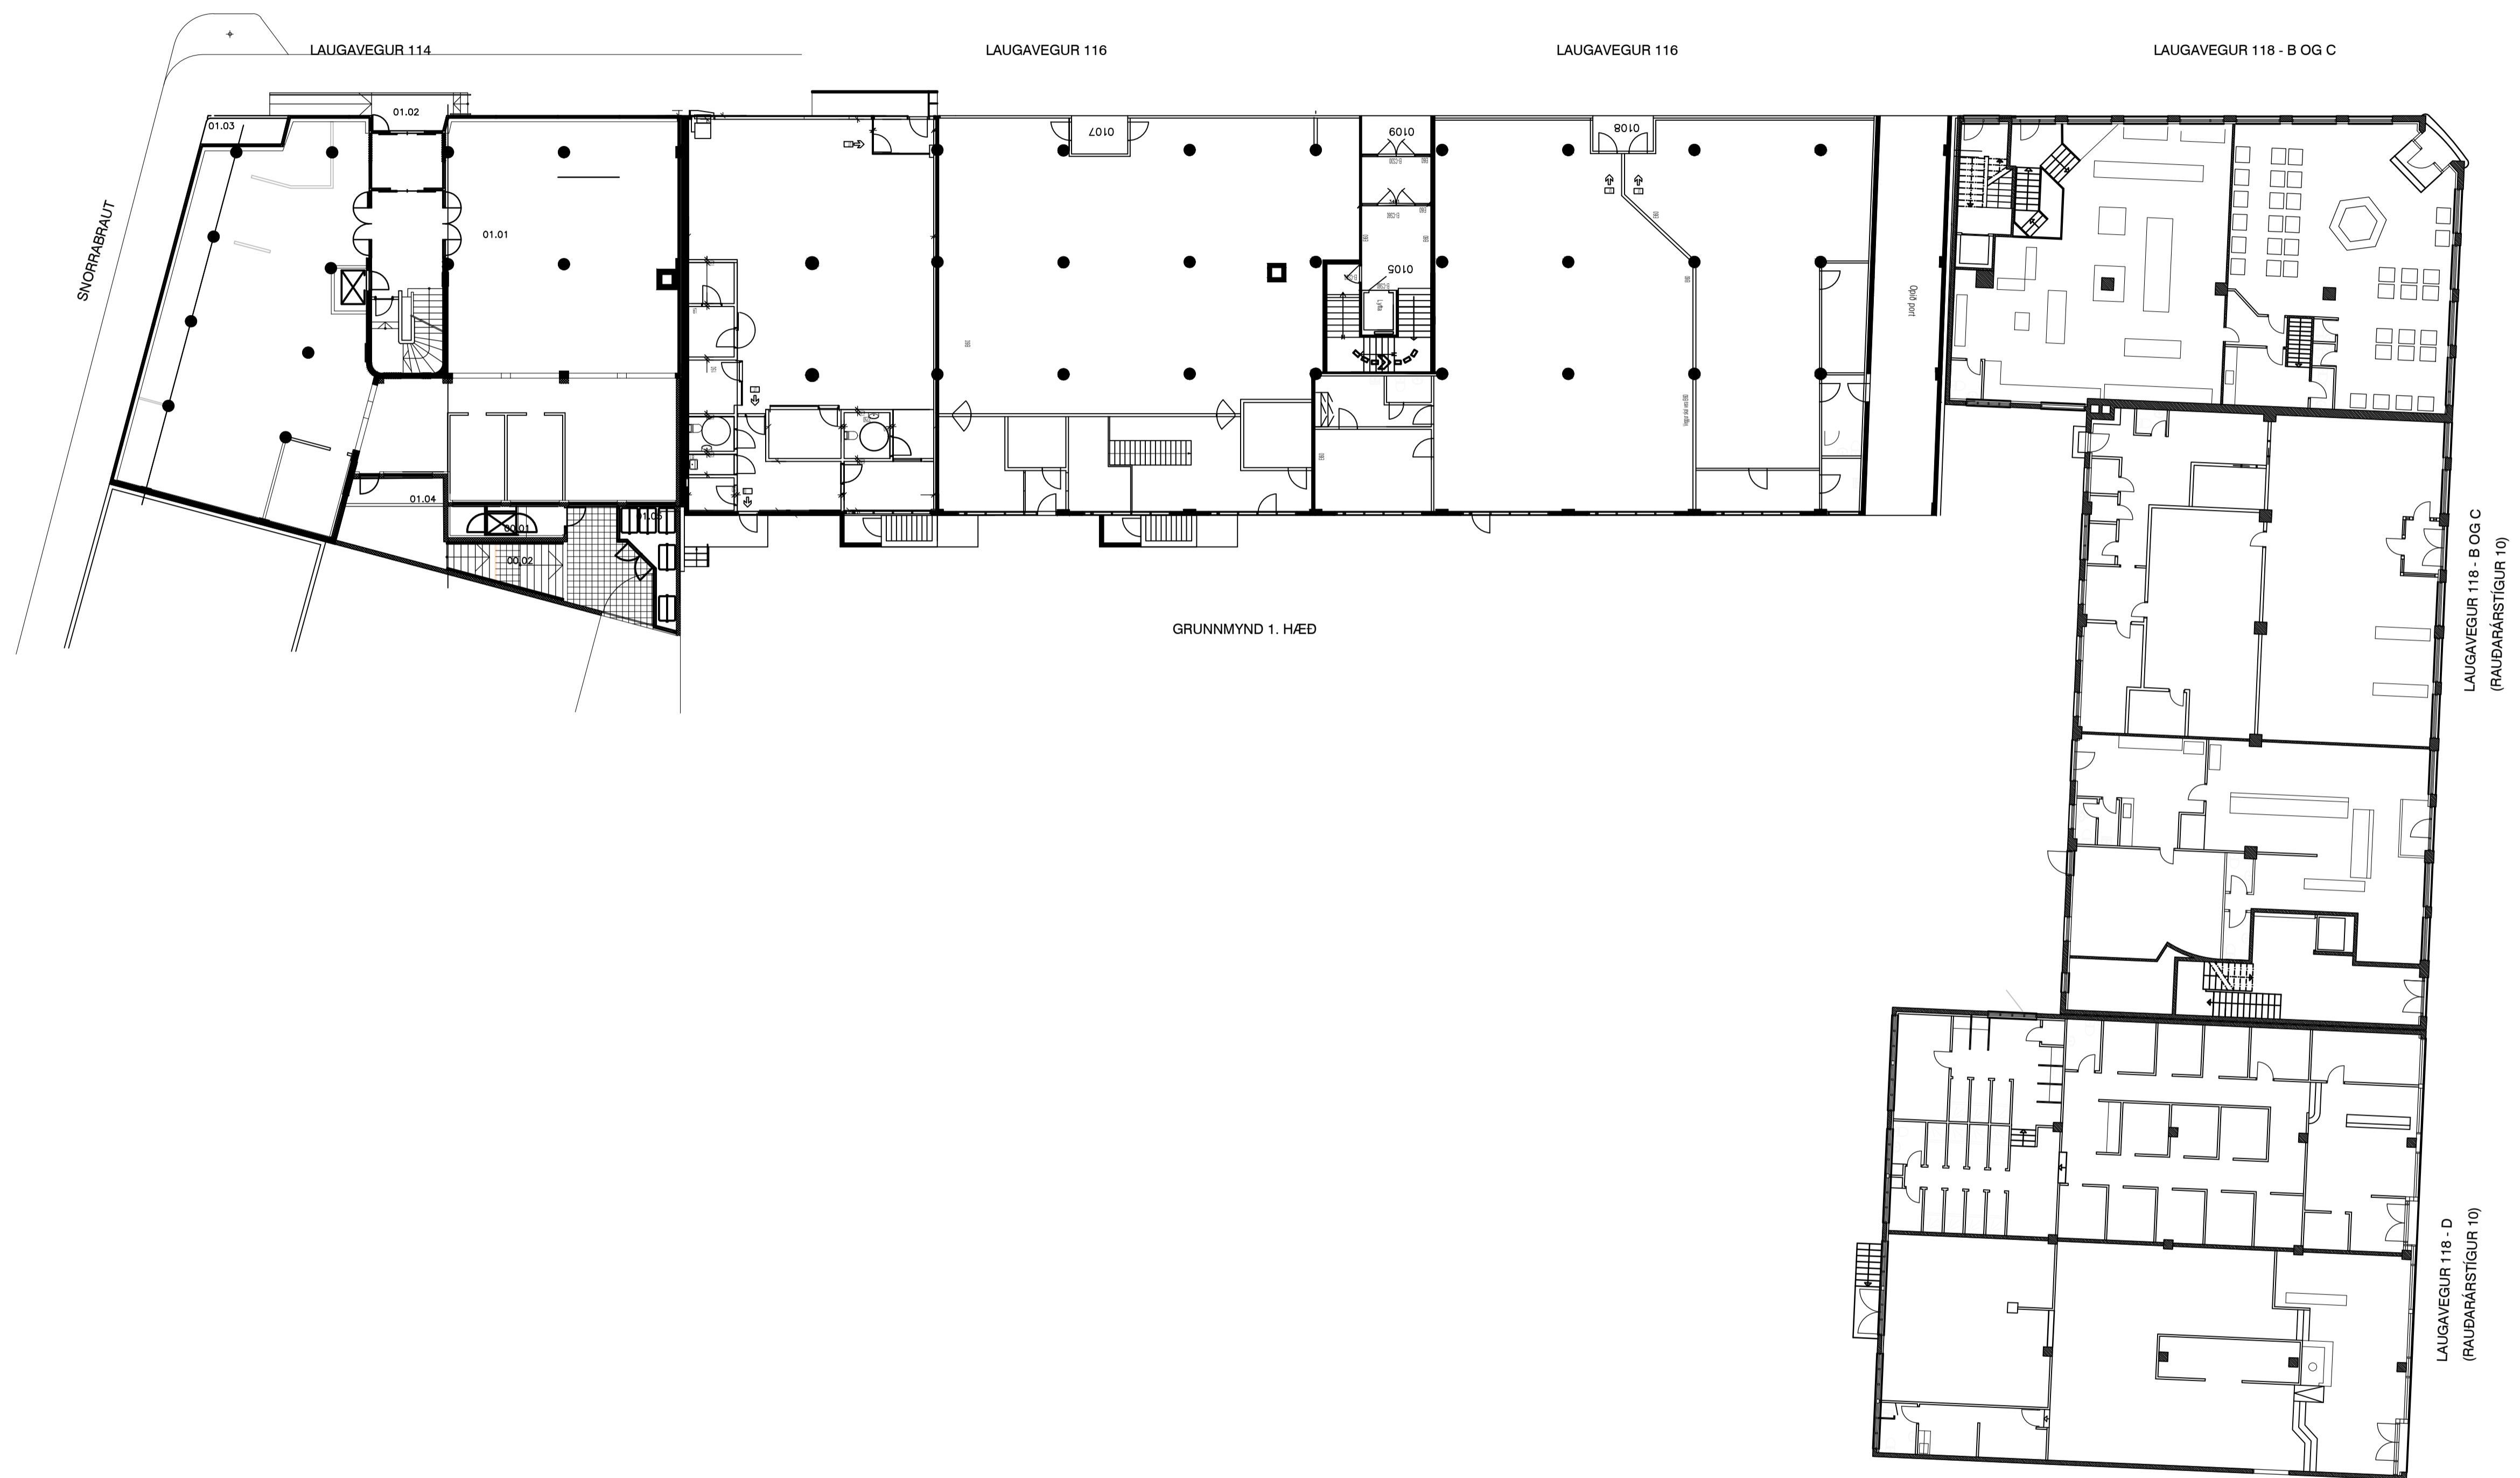 LAUGAVEGUR 114
LAUGAVEGUR 116
LAUGAVEGUR 116
LAUGAVEGUR 118 - B OG C
SNORRABRAUT
01.03
01.02
01.01
01.04
00.01
00.02
0107
0109
0105
Lyfta
0108
Opið port
GRUNNMYND 1. HÆÐ
LAUGAVEGUR 118 - B OG C
(RAUÐARÁRSTÍGUR 10)
LAUGAVEGUR 118 - D
(RAUÐARÁRSTÍGUR 10)